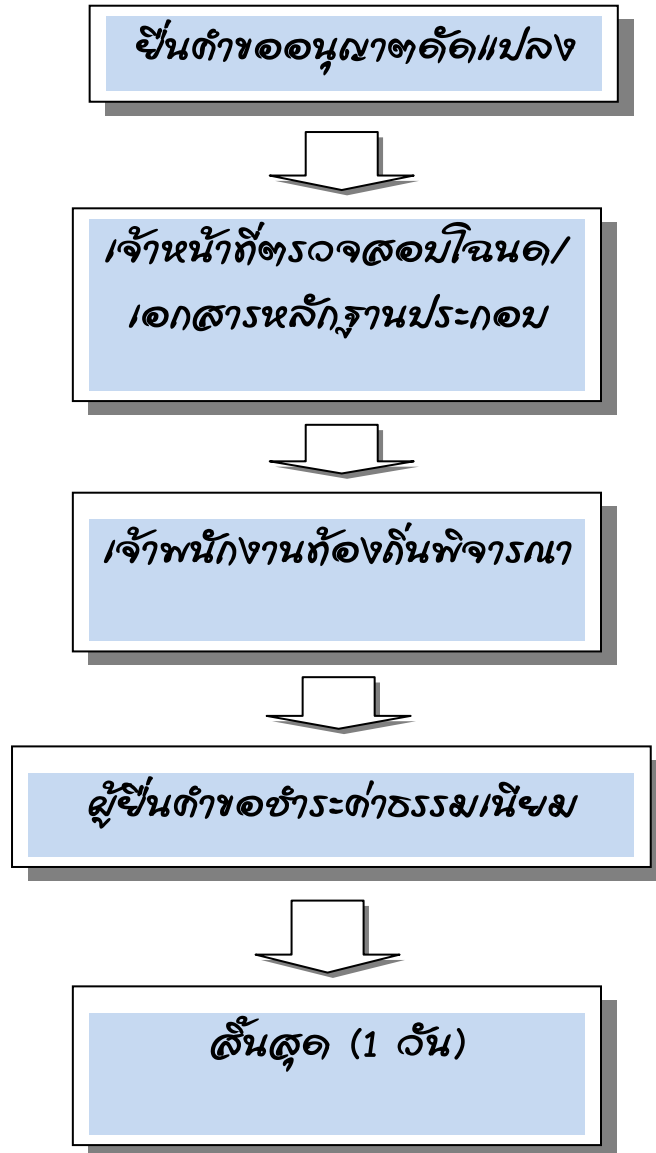 ยื่นคำขออนุญาตดัดแปลง
เจ้าหน้าที่ตรวจสอบโฉนด/
เอกสารหลักฐานประกอบ
เจ้าพนักงานท้องถิ่นพิจารณา
ผู้ยื่นคำขอชำระค่าธรรมเนียม
สิ้นสุด (1 วัน)